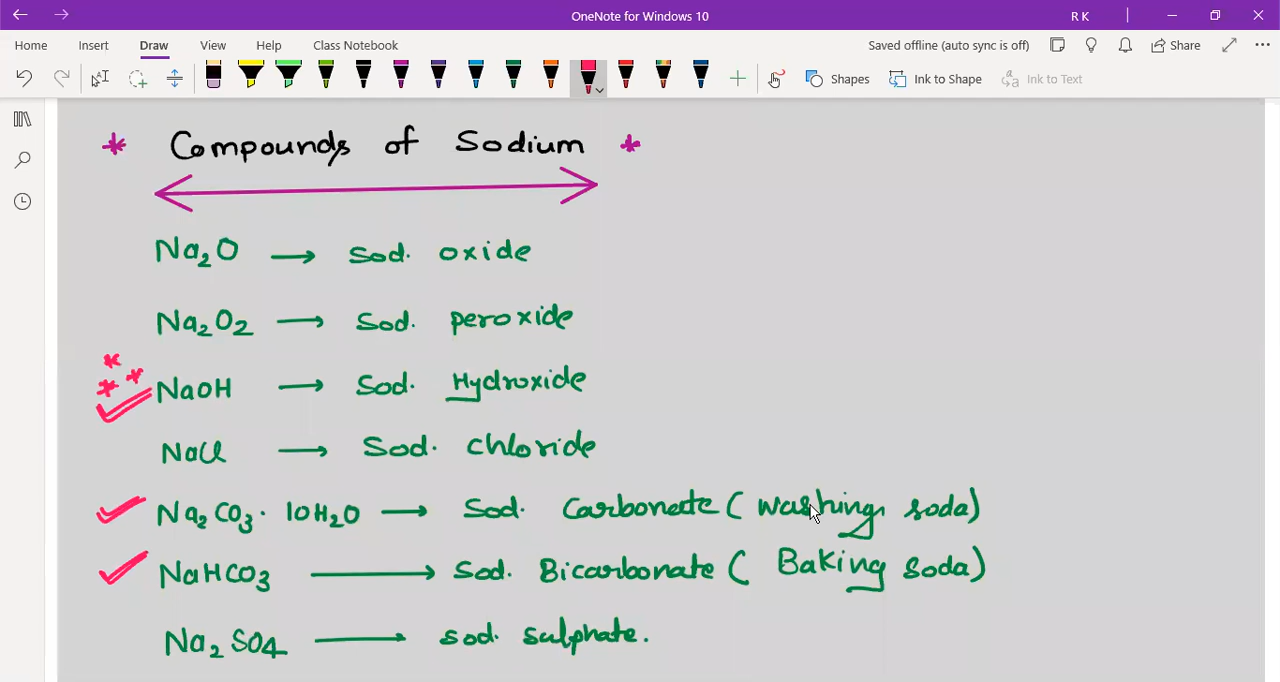 OneNote for Windows 10
R K
Home Insert Draw View Help Class Notebook
Saved offline (auto sync is off) Share
Shapes Ink to Shape Ink to Text
* Compounds of Sodium *
Na₂O → Sod. oxide
Na₂O₂ → Sod. peroxide
NaOH → Sod. Hydroxide
NaCl → Sod. chloride
Na₂CO₃. 10H₂O → Sod. Carbonate ( washing soda)
NaHCO₃ → Sod. Bicarbonate ( Baking soda)
Na₂SO₄ → sod. sulphate.